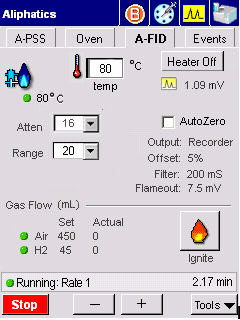 Aliphatics
A-PSS Oven A-FID Events
80 °C Heater Off
temp
80°C 1.09 mV
Atten 16 AutoZero
Range 20 Output: Recorder
Offset: 5%
Filter: 200 mS
Flameout: 7.5 mV
Gas Flow (mL)
Set Actual
Air 450 0
H2 45 0
Ignite
Running: Rate 1 2.17 min
Stop − + Tools